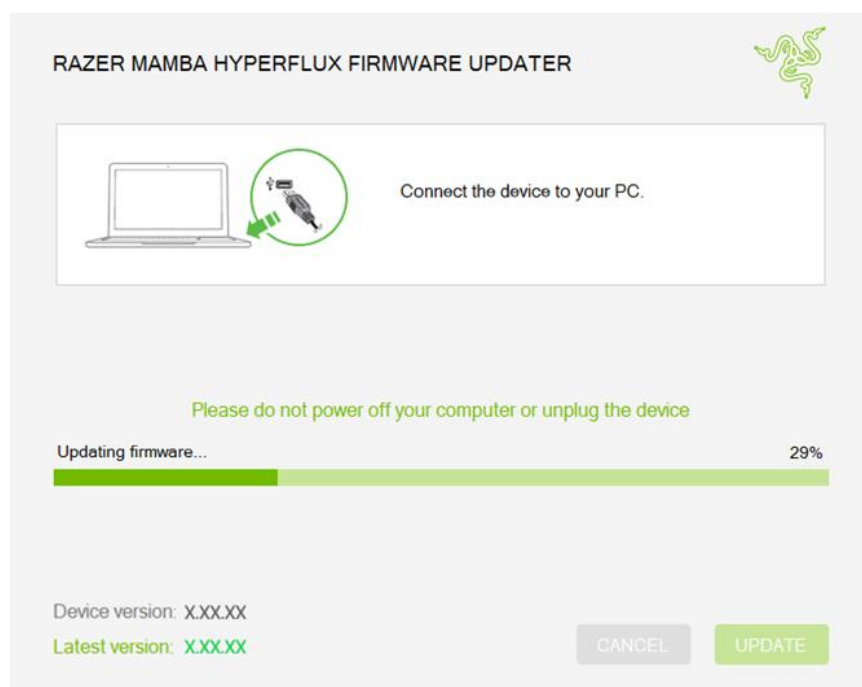 RAZER MAMBA HYPERFLUX FIRMWARE UPDATER
Connect the device to your PC.
Please do not power off your computer or unplug the device
Updating firmware... 29%
Device version: X.XX.XX
Latest version: X.XX.XX
CANCEL UPDATE